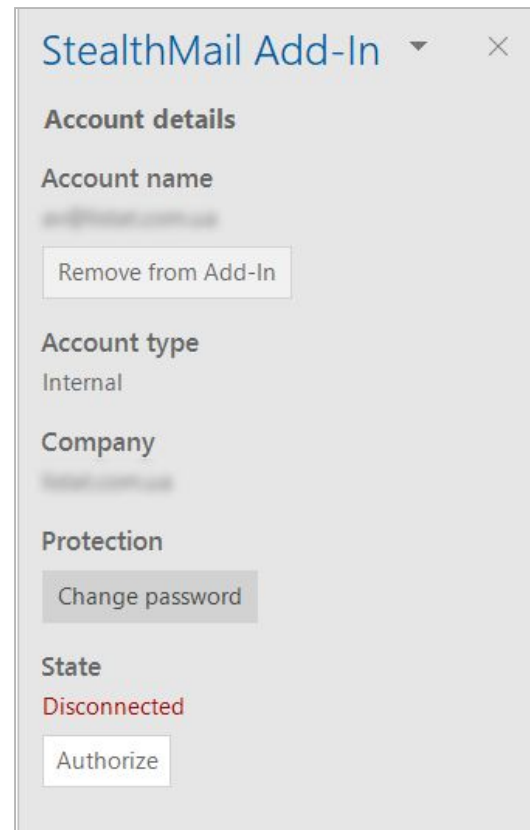 StealthMail Add-In
Account details
Account name
Remove from Add-In
Account type
Internal
Company
Protection
Change password
State
Disconnected
Authorize